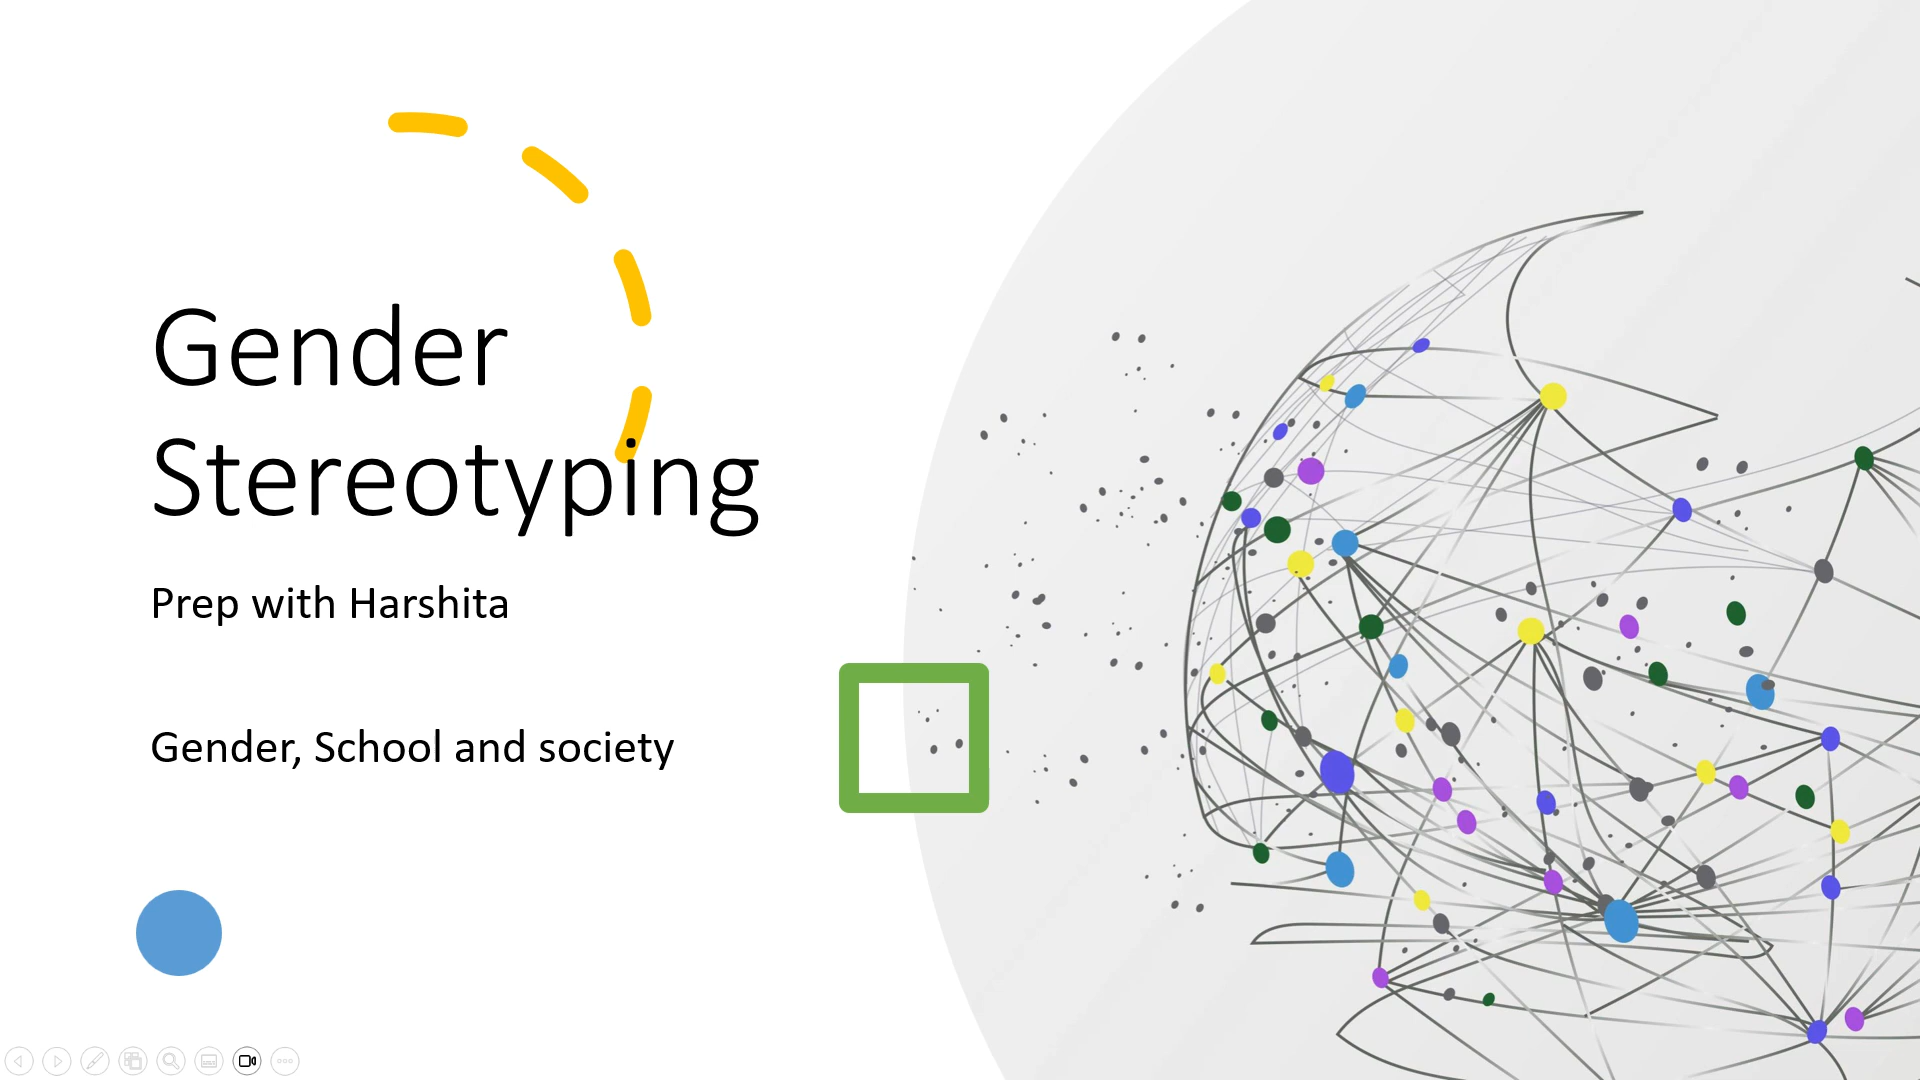 Gender
Stereotyping
Prep with Harshita
Gender, School and society